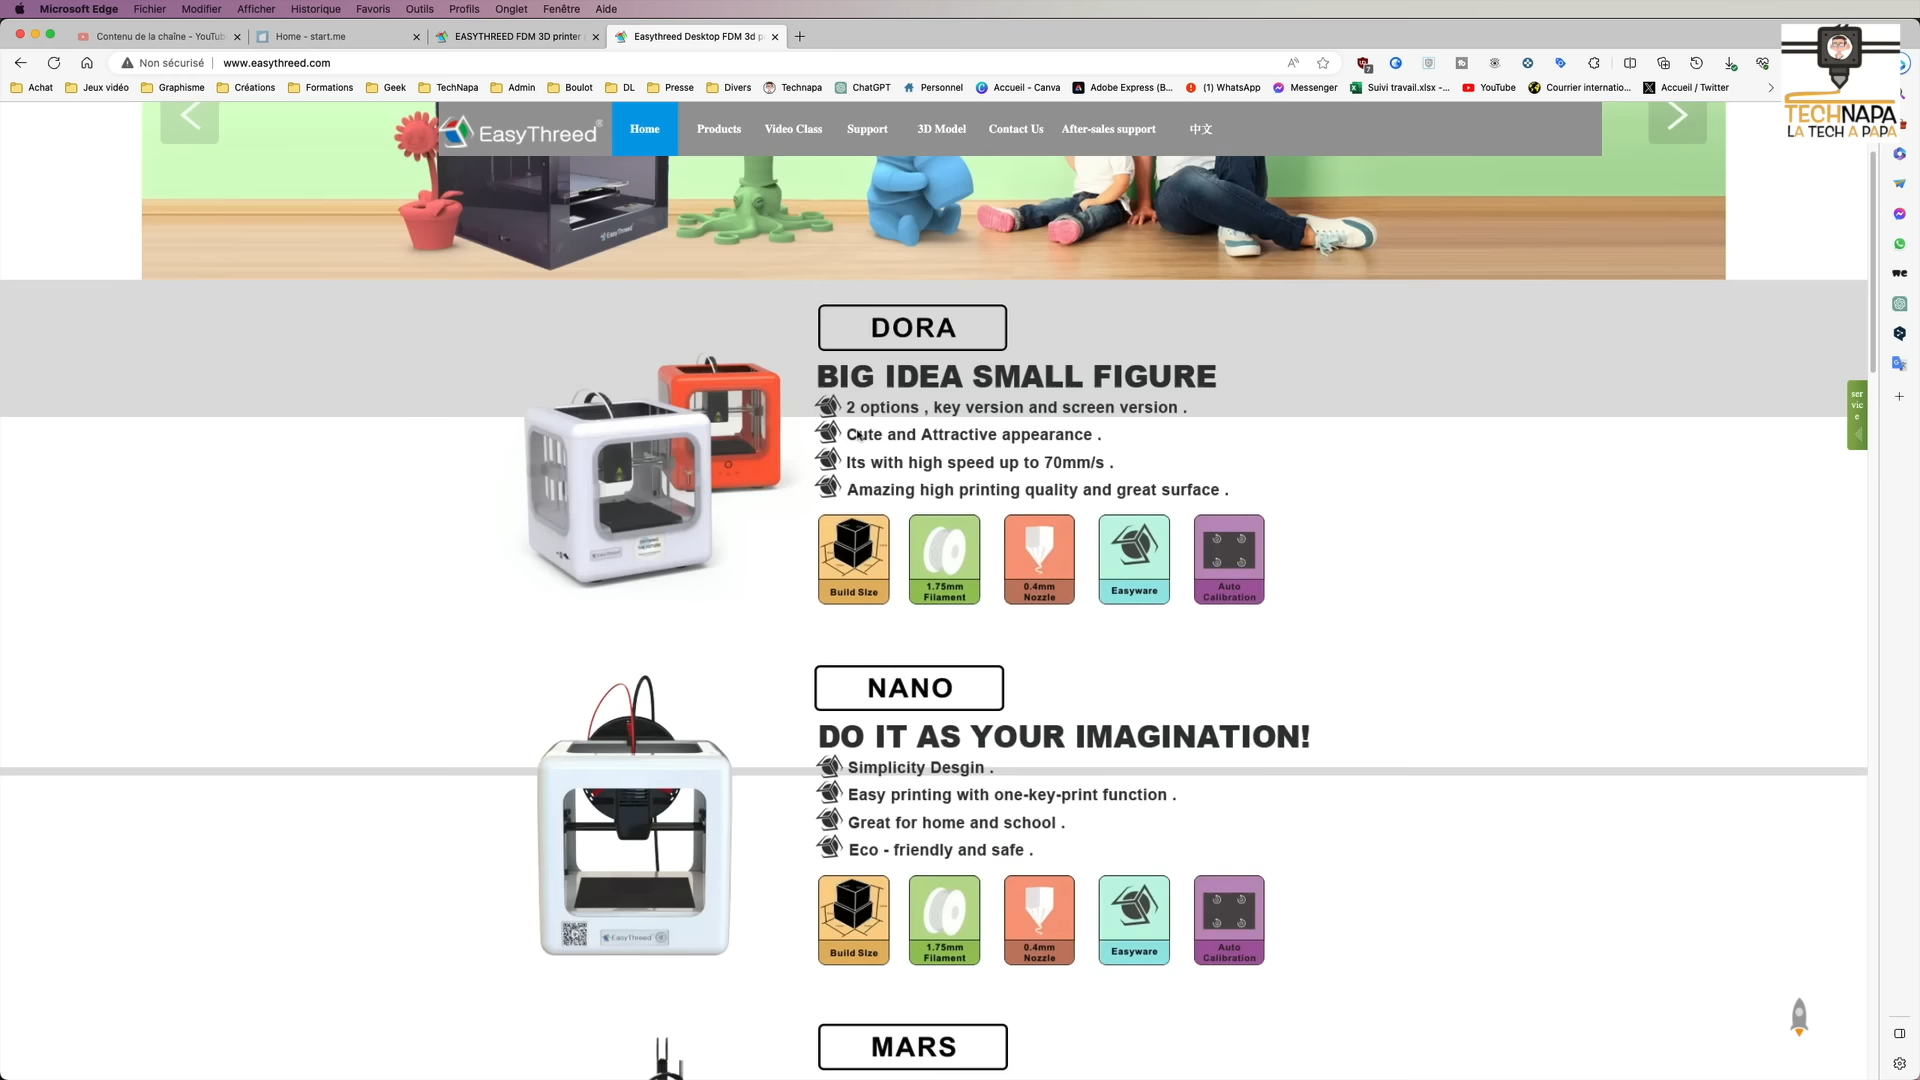 Microsoft Edge Fichier Modifier Afficher Historique Favoris Outils Profils Onglet Fenêtre Aide
Contenu de la chaîne - YouTub
Home - start.me
EASYTHREED FDM 3D printer
Easythreed Desktop FDM 3d p
Non sécurisé
www.easythreed.com
Achat Jeux vidéo Graphisme Créations Formations Geek TechNapa Admin Boulot DL Presse Divers Technapa ChatGPT Personnel Accueil - Canva Adobe Express (B... (1) WhatsApp Messenger Suivi travail.xlsx -... YouTube Courrier internatio... Accueil / Twitter
TECHNAPA
LA TECH A PAPA
EasyThreed®
Home Products Video Class Support 3D Model Contact Us After-sales support 中文
EasyThreed
DORA
BIG IDEA SMALL FIGURE
2 options , key version and screen version .
Cute and Attractive appearance .
Its with high speed up to 70mm/s .
Amazing high printing quality and great surface .
Build Size
1.75mm Filament
0.4mm Nozzle
Easyware
Auto Calibration
EasyThreed
service
NANO
DO IT AS YOUR IMAGINATION!
Simplicity Desgin .
Easy printing with one-key-print function .
Great for home and school .
Eco - friendly and safe .
Build Size
1.75mm Filament
0.4mm Nozzle
Easyware
Auto Calibration
EasyThreed
MARS